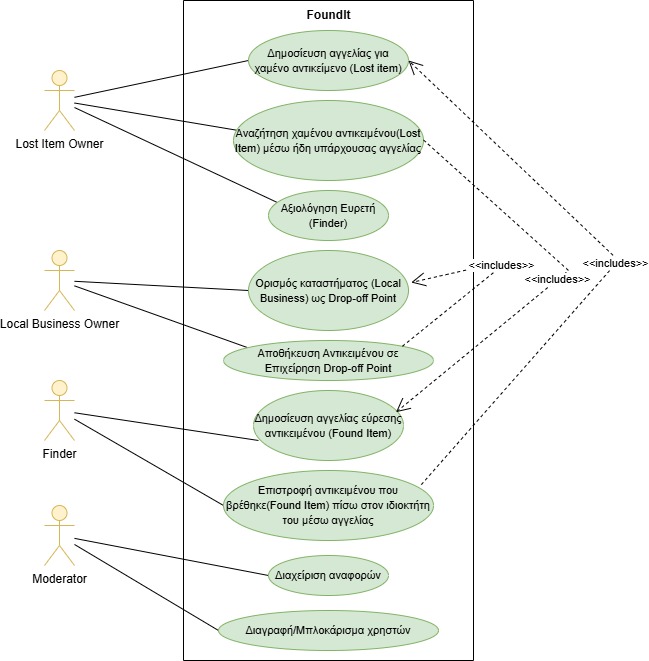 FoundIt
Δημοσίευση αγγελίας για
χαμένο αντικείμενο (Lost item)
Lost Item Owner
Αναζήτηση χαμένου αντικειμένου(Lost
Item) μέσω ήδη υπάρχουσας αγγελίας
Αξιολόγηση Ευρετή
(Finder)
<<includes>>
<<includes>>
<<includes>>
Ορισμός καταστήματος (Local
Business) ως Drop-off Point
Local Business Owner
Αποθήκευση Αντικειμένου σε
Επιχείρηση Drop-off Point
Δημοσίευση αγγελίας εύρεσης
αντικειμένου (Found Item)
Finder
Επιστροφή αντικειμένου που
βρέθηκε(Found Item) πίσω στον ιδιοκτήτη
του μέσω αγγελίας
Moderator
Διαχείριση αναφορών
Διαγραφή/Μπλοκάρισμα χρηστών